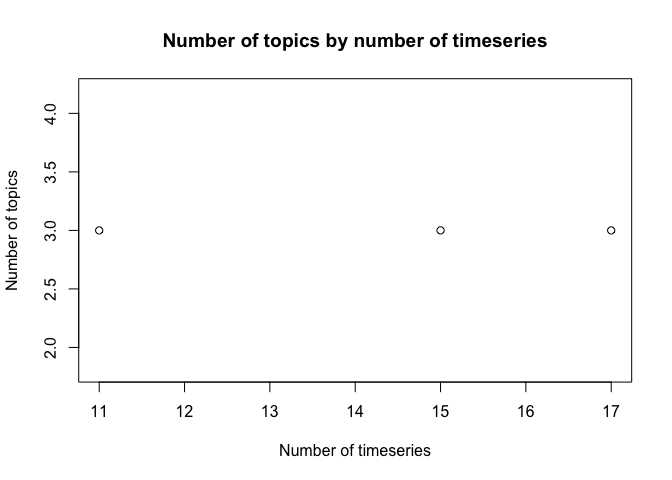 Number of topics by number of timeseries
4.0
3.5
3.0
2.5
2.0
Number of topics
11 12 13 14 15 16 17
Number of timeseries